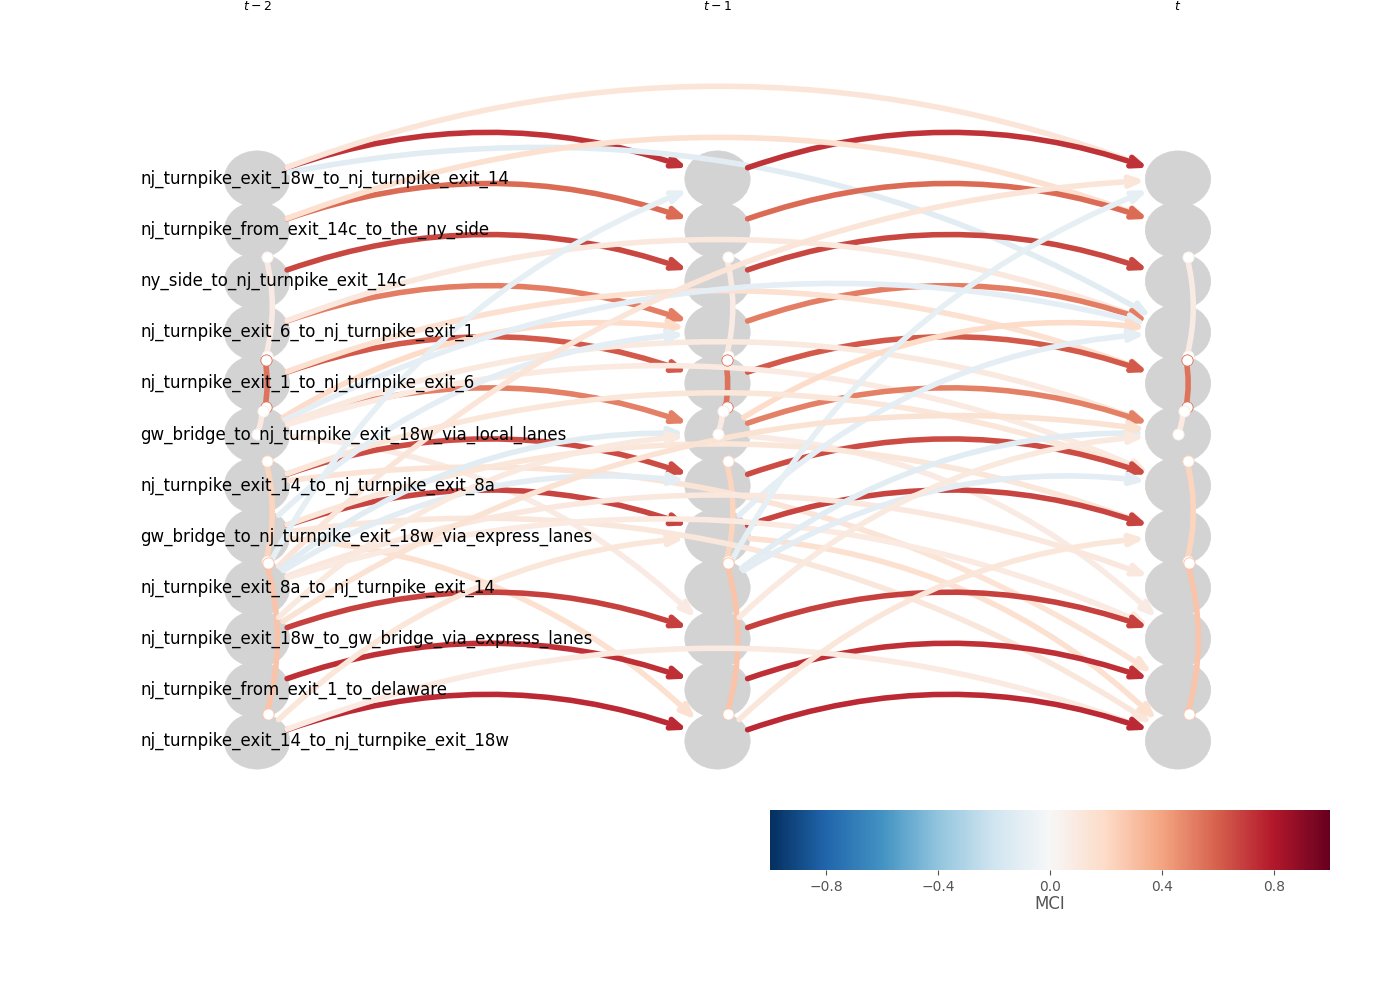 t − 2 t − 1 t
nj_turnpike_exit_18w_to_nj_turnpike_exit_14
nj_turnpike_from_exit_14c_to_the_ny_side
ny_side_to_nj_turnpike_exit_14c
nj_turnpike_exit_6_to_nj_turnpike_exit_1
nj_turnpike_exit_1_to_nj_turnpike_exit_6
gw_bridge_to_nj_turnpike_exit_18w_via_local_lanes
nj_turnpike_exit_14_to_nj_turnpike_exit_8a
gw_bridge_to_nj_turnpike_exit_18w_via_express_lanes
nj_turnpike_exit_8a_to_nj_turnpike_exit_14
nj_turnpike_exit_18w_to_gw_bridge_via_express_lanes
nj_turnpike_from_exit_1_to_delaware
nj_turnpike_exit_14_to_nj_turnpike_exit_18w
−0.8 −0.4 0.0 0.4 0.8
MCI